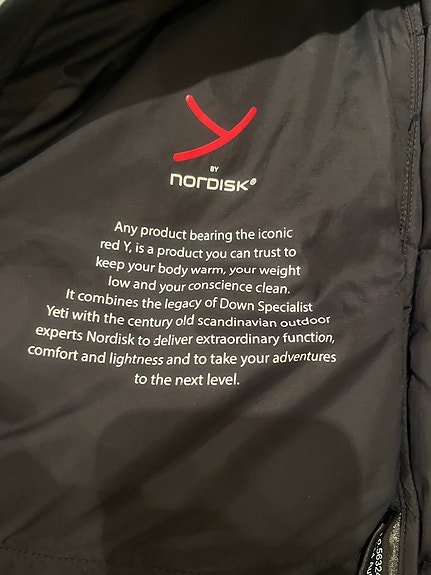 Y
BY
NORDISK®
Any product bearing the iconic
red Y, is a product you can trust to
keep your body warm, your weight
low and your conscience clean.
It combines the legacy of Down Specialist
Yeti with the century old scandinavian outdoor
experts Nordisk to deliver extraordinary function,
comfort and lightness and to take your adventures
to the next level.